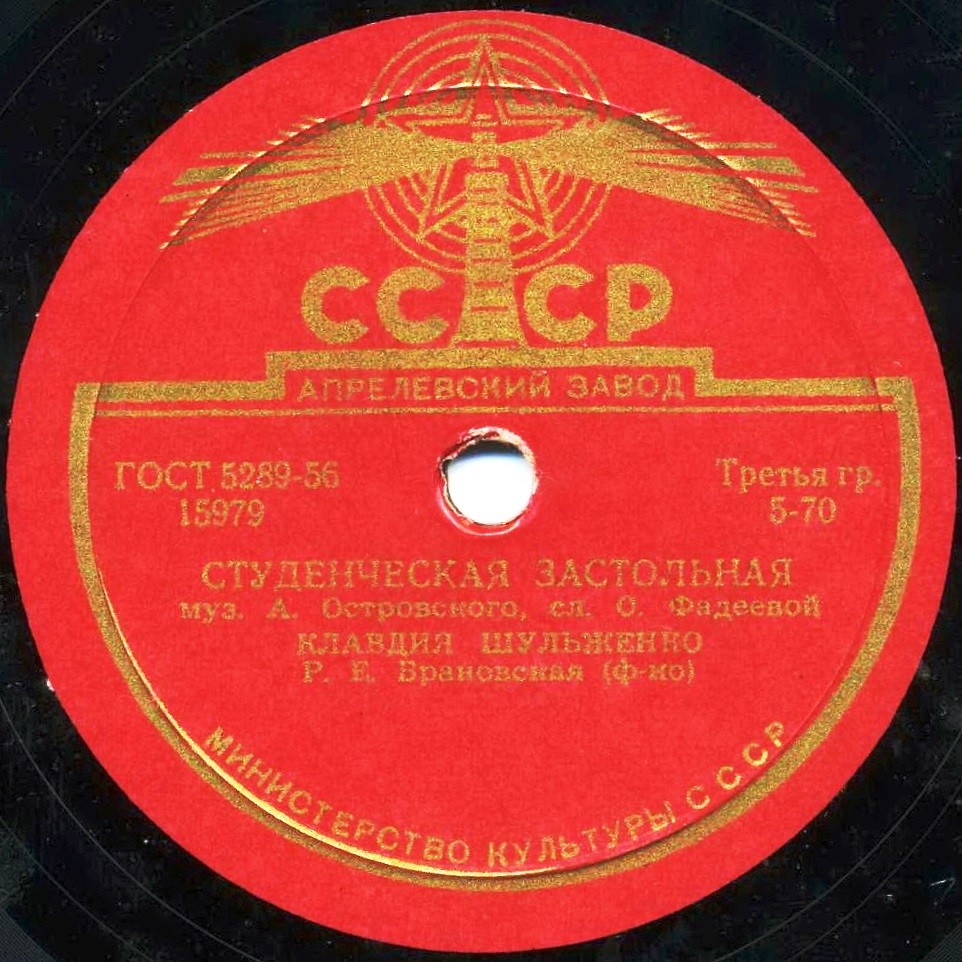 СССР
АПРЕЛЕВСКИЙ ЗАВОД
ГОСТ 5289-56
15979
Третья гр.
5-70
СТУДЕНЧЕСКАЯ ЗАСТОЛЬНАЯ
муз. А. Островского, сл. О. Фадеевой
КЛАВДИЯ ШУЛЬЖЕНКО
Р. Е. Брановская (ф-но)
МИНИСТЕРСТВО КУЛЬТУРЫ СССР